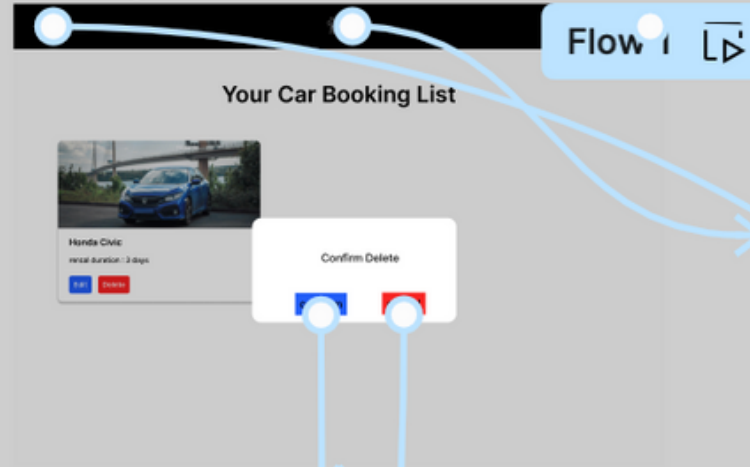 Flow 1
Your Car Booking List
Honda Civic
rental duration : 3 days
Edit Delete
Confirm Delete